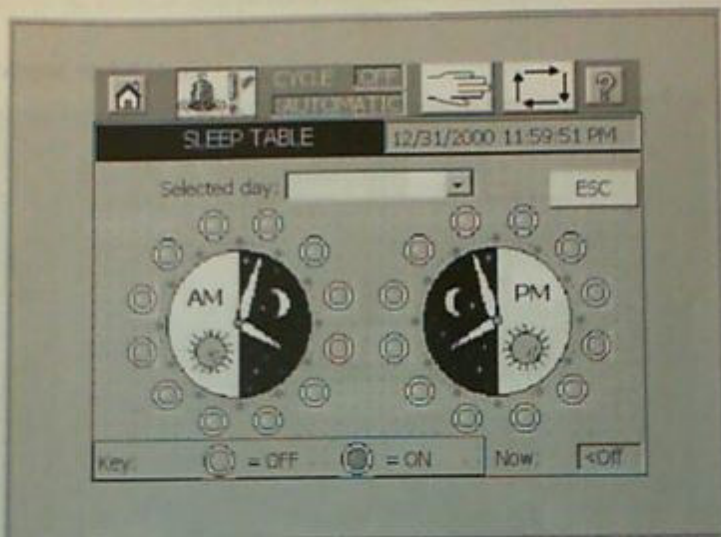 CYCLE OFF
AUTOMATIC
SLEEP TABLE 12/31/2000 11:59:51 PM
Selected day: ESC
AM PM
Key: = OFF = ON Now: <Off